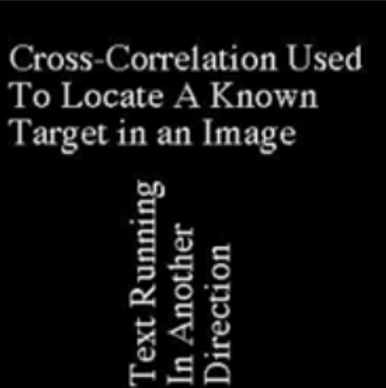 Cross-Correlation Used
To Locate A Known
Target in an Image
Text Running
In Another
Direction